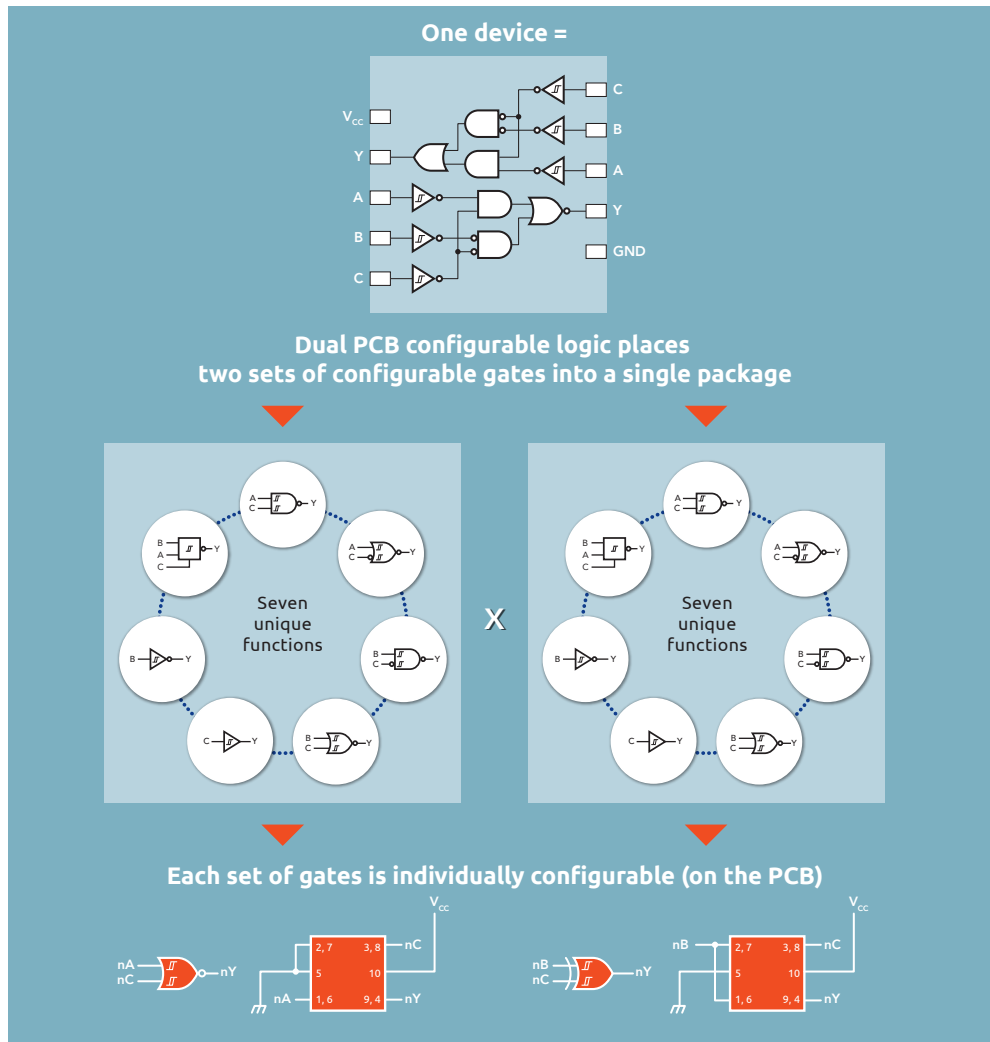 One device =
C
V_CC
B
Y
A
A
Y
B
GND
C
Dual PCB configurable logic places
two sets of configurable gates into a single package
A
C
Y
B
A
C
Y
A
C
Y
Seven
unique
functions
B
Y
B
C
Y
C
Y
B
C
Y
X
A
C
Y
B
A
C
Y
A
C
Y
Seven
unique
functions
B
Y
B
C
Y
C
Y
B
C
Y
Each set of gates is individually configurable (on the PCB)
V_CC
nA
nC
nY
2, 7
3, 8
nC
5
10
nA
1, 6
9, 4
nY
V_CC
nB
nC
nY
nB
2, 7
3, 8
nC
5
10
1, 6
9, 4
nY